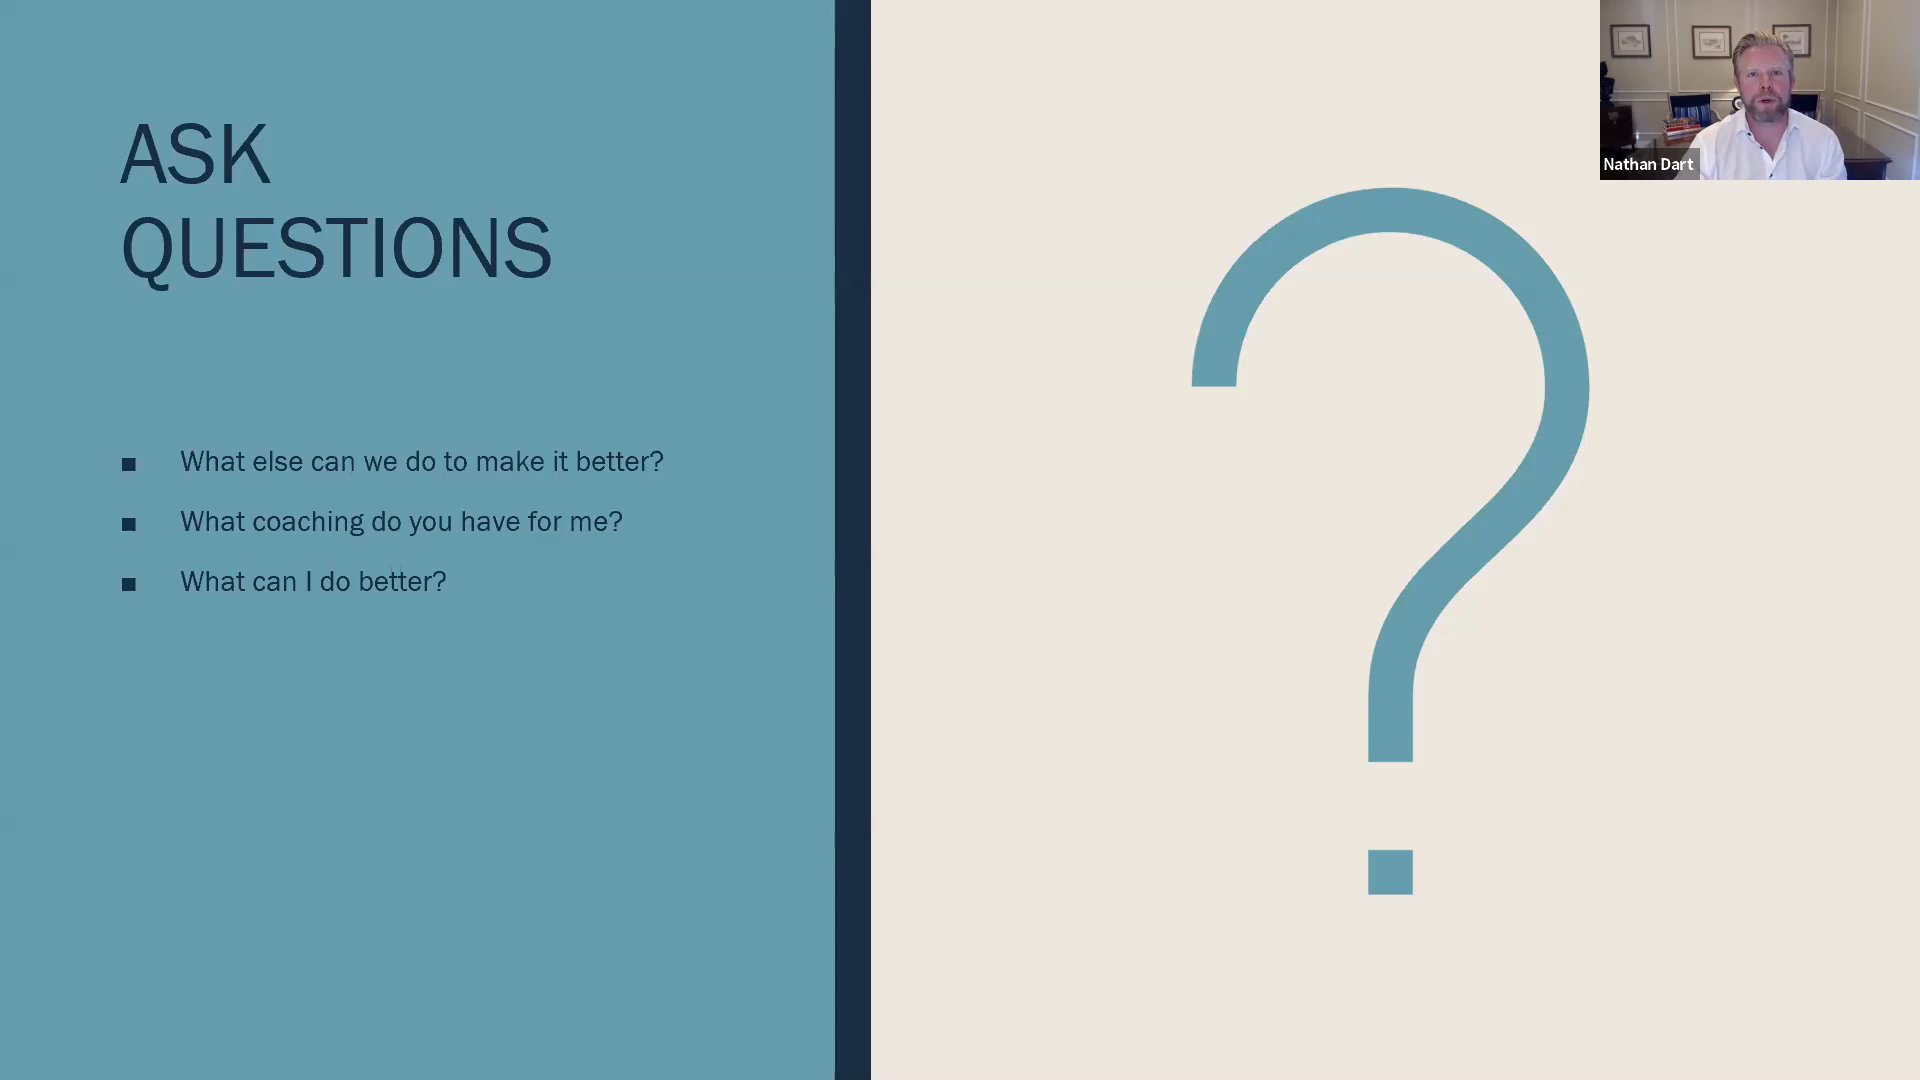 ASK
QUESTIONS
■ What else can we do to make it better?
■ What coaching do you have for me?
■ What can I do better?
?
Nathan Dart